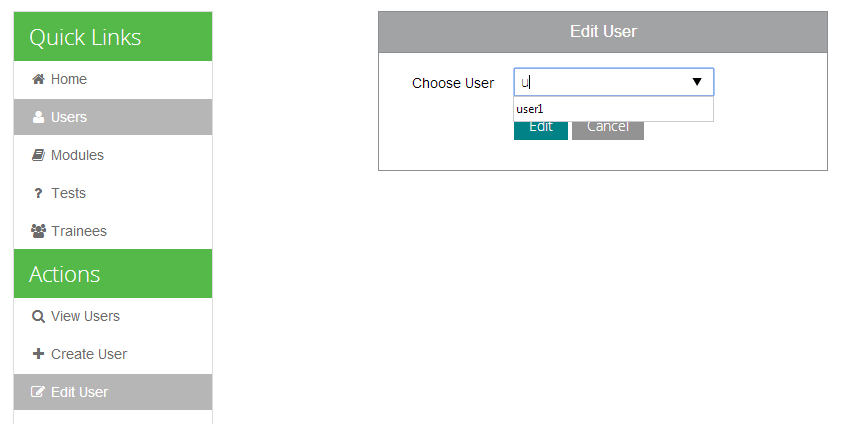 Quick Links
Home
Users
Modules
Tests
Trainees
Actions
View Users
Create User
Edit User
Edit User
Choose User
u
user1
Edit
Cancel